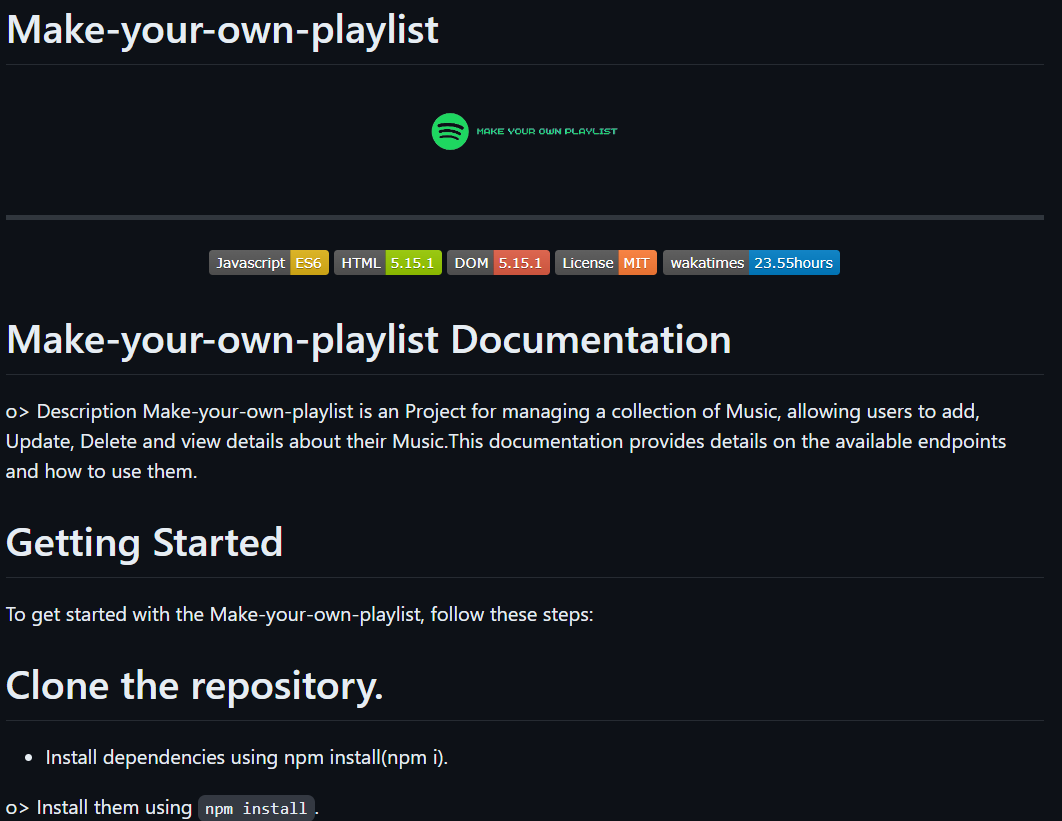 Make-your-own-playlist
MAKE YOUR OWN PLAYLIST
Javascript ES6 HTML 5.15.1 DOM 5.15.1 License MIT wakatimes 23.55hours
Make-your-own-playlist Documentation
o> Description Make-your-own-playlist is an Project for managing a collection of Music, allowing users to add,
Update, Delete and view details about their Music.This documentation provides details on the available endpoints
and how to use them.
Getting Started
To get started with the Make-your-own-playlist, follow these steps:
Clone the repository.
• Install dependencies using npm install(npm i).
o> Install them using npm install.